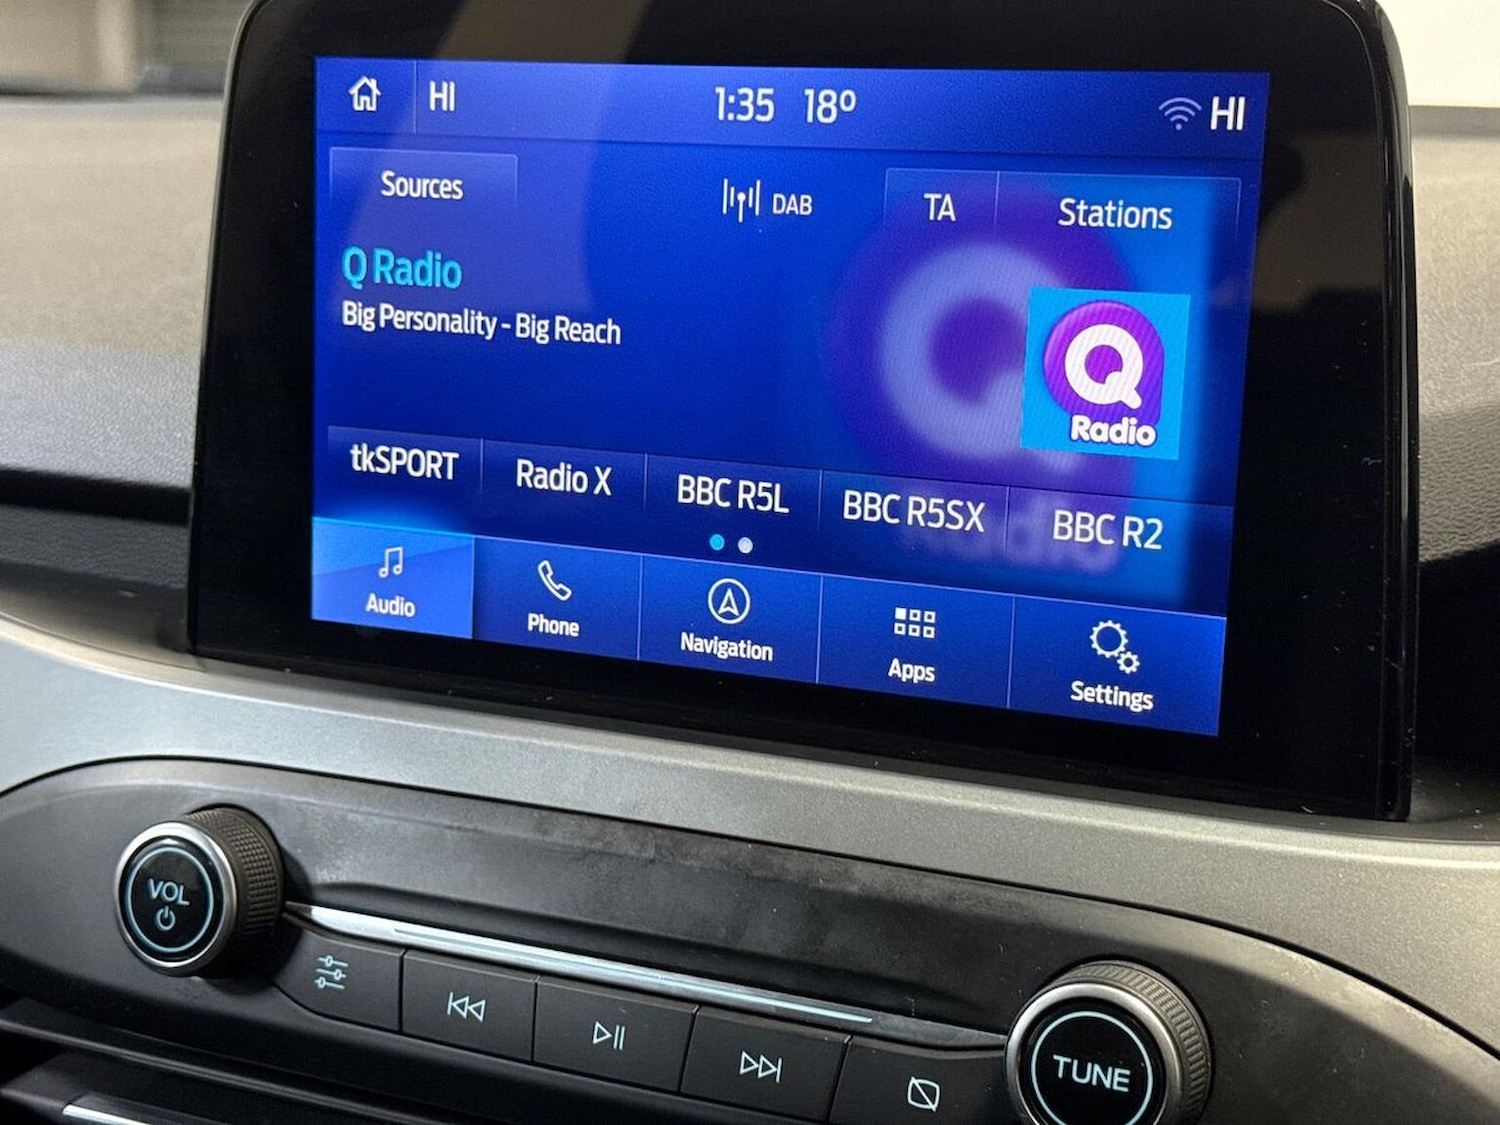 HI 1:35 18° HI
Sources DAB TA Stations
Q Radio
Big Personality - Big Reach
Q
Radio
tkSPORT Radio X BBC R5L BBC R5SX BBC R2
Audio Phone Navigation Apps Settings
VOL
TUNE